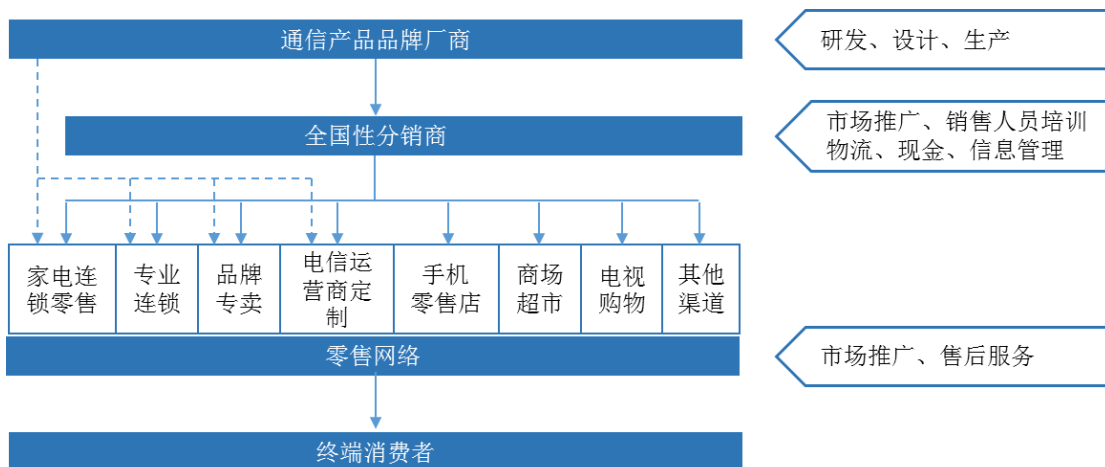 通信产品品牌厂商
研发、设计、生产
全国性分销商
市场推广、销售人员培训
物流、现金、信息管理
家电连
锁零售
专业
连锁
品牌
专卖
电信运
营商定
制
手机
零售店
商场
超市
电视
购物
其他
渠道
零售网络
市场推广、售后服务
终端消费者